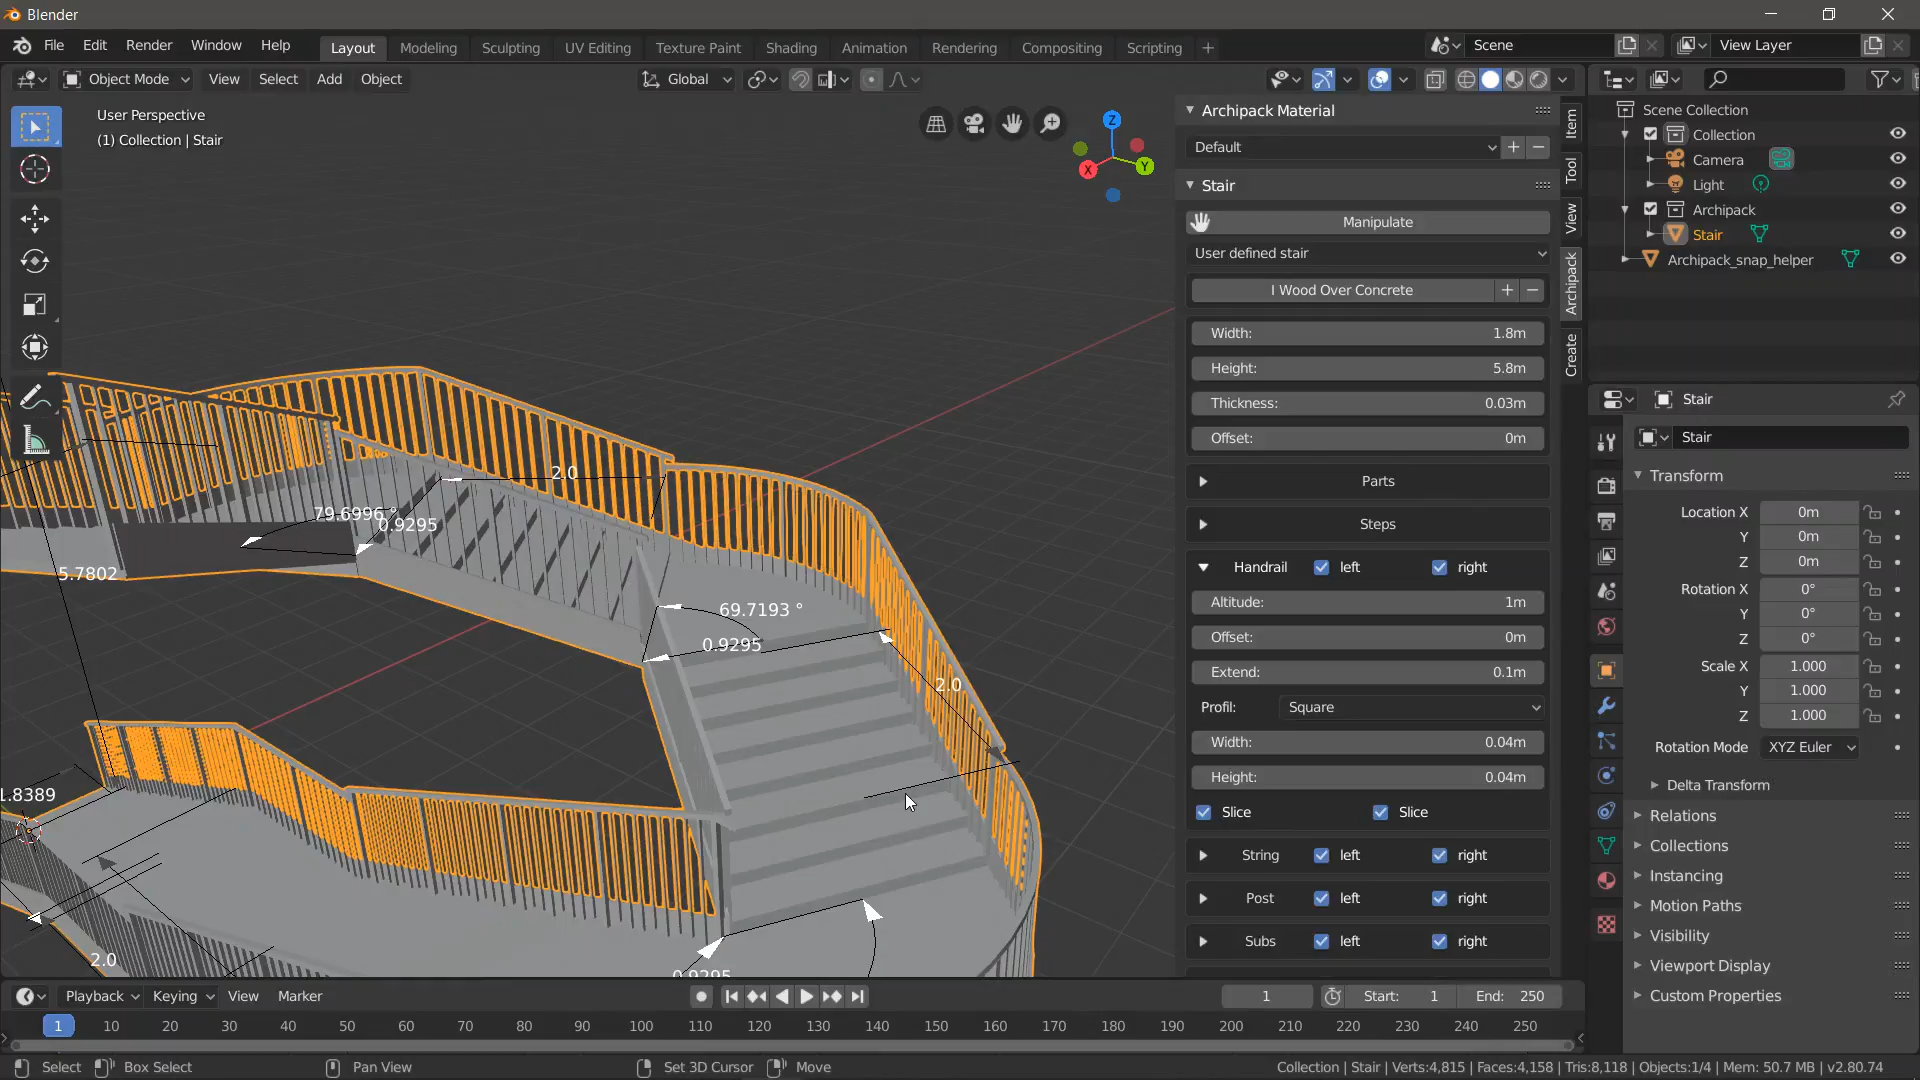 Blender
File Edit Render Window Help Layout Modeling Sculpting UV Editing Texture Paint Shading Animation Rendering Compositing Scripting + Scene View Layer
Object Mode View Select Add Object Global
User Perspective
(1) Collection | Stair
Z
Y
X
2.0
79.6996 °
0.9295
5.7802
69.7193 °
0.9295
2.0
1.8389
2.0
0.9295
Archipack Material
Default
Stair
Manipulate
User defined stair
I Wood Over Concrete
Width: 1.8m
Height: 5.8m
Thickness: 0.03m
Offset: 0m
Parts
Steps
Handrail left right
Altitude: 1m
Offset: 0m
Extend: 0.1m
Profil: Square
Width: 0.04m
Height: 0.04m
Slice Slice
String left right
Post left right
Subs left right
Item
Tool
View
Archipack
Create
Scene Collection
Collection
Camera
Light
Archipack
Stair
Archipack_snap_helper
Stair
Stair
Transform
Location X 0m
Y 0m
Z 0m
Rotation X 0°
Y 0°
Z 0°
Scale X 1.000
Y 1.000
Z 1.000
Rotation Mode XYZ Euler
Delta Transform
Relations
Collections
Instancing
Motion Paths
Visibility
Viewport Display
Custom Properties
Playback Keying View Marker 1 Start: 1 End: 250
1 10 20 30 40 50 60 70 80 90 100 110 120 130 140 150 160 170 180 190 200 210 220 230 240 250
Select Box Select Pan View Set 3D Cursor Move Collection | Stair | Verts:4,815 | Faces:4,158 | Tris:8,118 | Objects:1/4 | Mem: 50.7 MB | v2.80.74